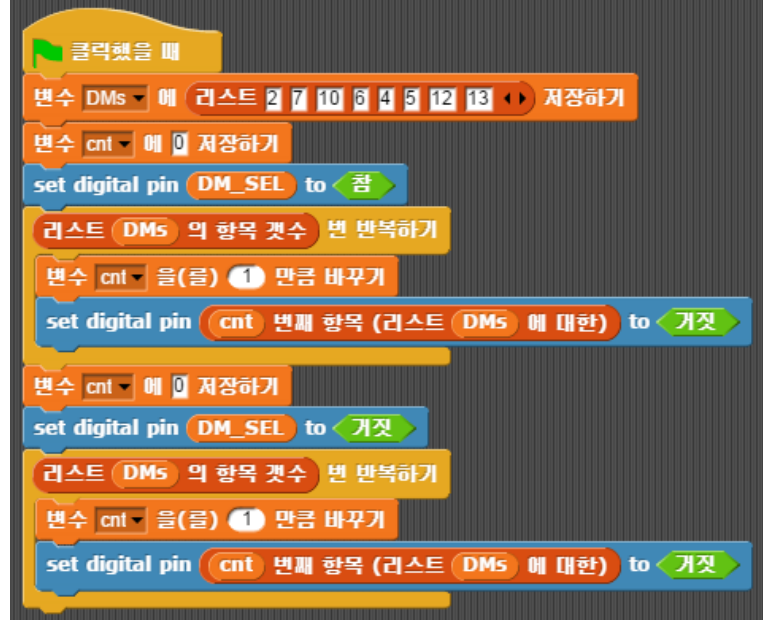 클릭했을 때
변수 DMs 에 리스트 2 7 10 6 4 5 12 13 저장하기
변수 cnt 에 0 저장하기
set digital pin DM_SEL to 참
리스트 DMs 의 항목 갯수 번 반복하기
변수 cnt 을(를) 1 만큼 바꾸기
set digital pin cnt 번째 항목 (리스트 DMs 에 대한) to 거짓
변수 cnt 에 0 저장하기
set digital pin DM_SEL to 거짓
리스트 DMs 의 항목 갯수 번 반복하기
변수 cnt 을(를) 1 만큼 바꾸기
set digital pin cnt 번째 항목 (리스트 DMs 에 대한) to 거짓